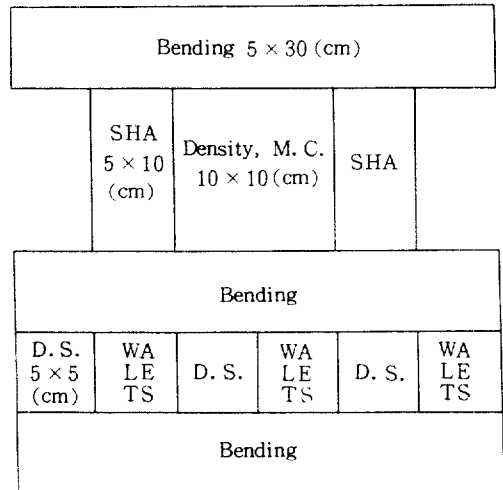 Bending 5 × 30 (cm)
SHA
5 × 10
(cm)
Density, M. C.
10 × 10 (cm)
SHA
Bending
D. S.
5 × 5
(cm)
WA
LE
TS
D. S.
WA
LE
TS
D. S.
WA
LE
TS
Bending